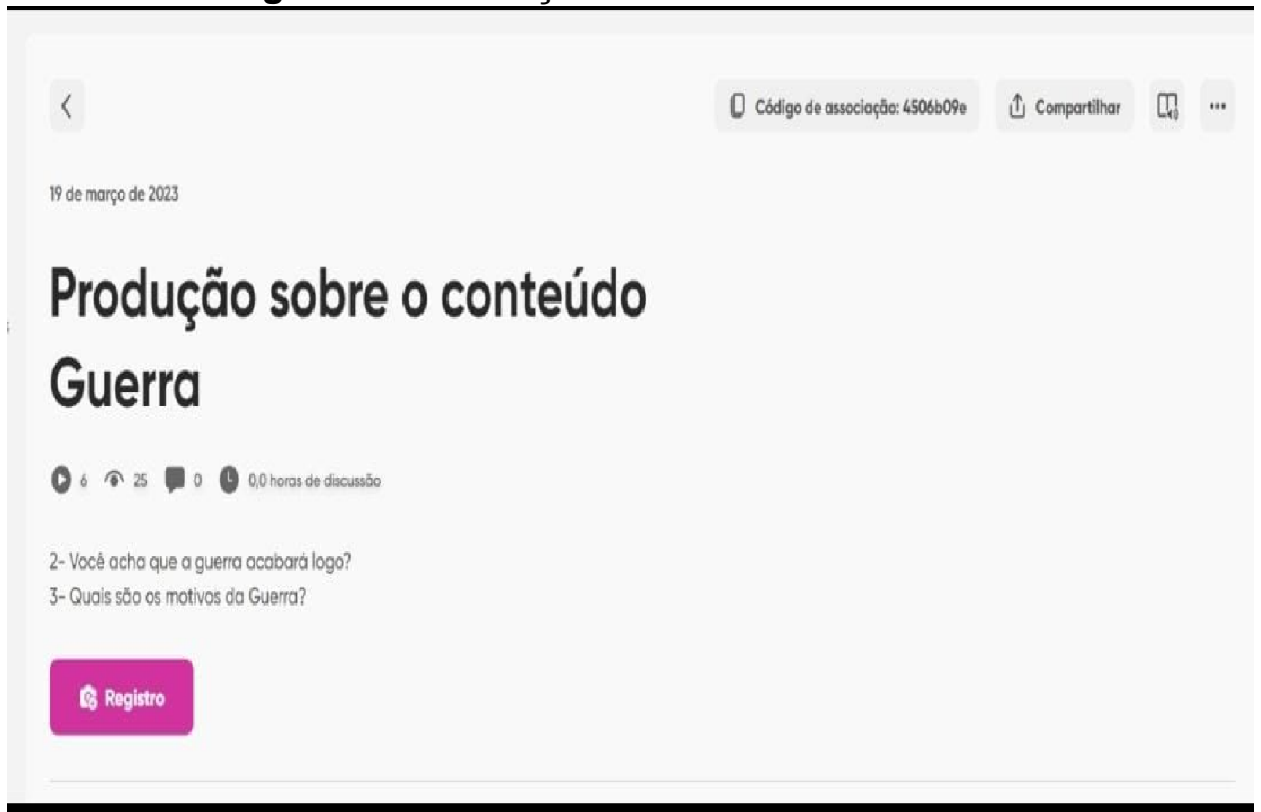 Código de associação: 4506b09e
Compartilhar
19 de março de 2023
Produção sobre o conteúdo
Guerra
6 25 0 0,0 horas de discussão
2- Você acha que a guerra acabará logo?
3- Quais são os motivos da Guerra?
Registro